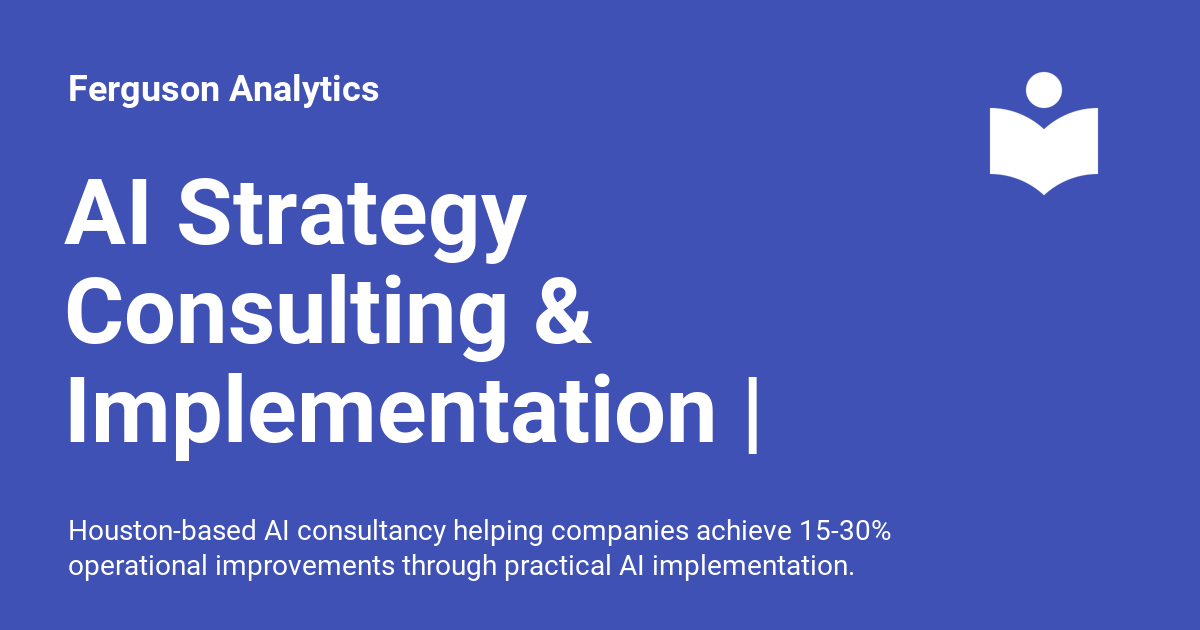 Ferguson Analytics
AI Strategy
Consulting &
Implementation |
Houston-based AI consultancy helping companies achieve 15-30%
operational improvements through practical AI implementation.